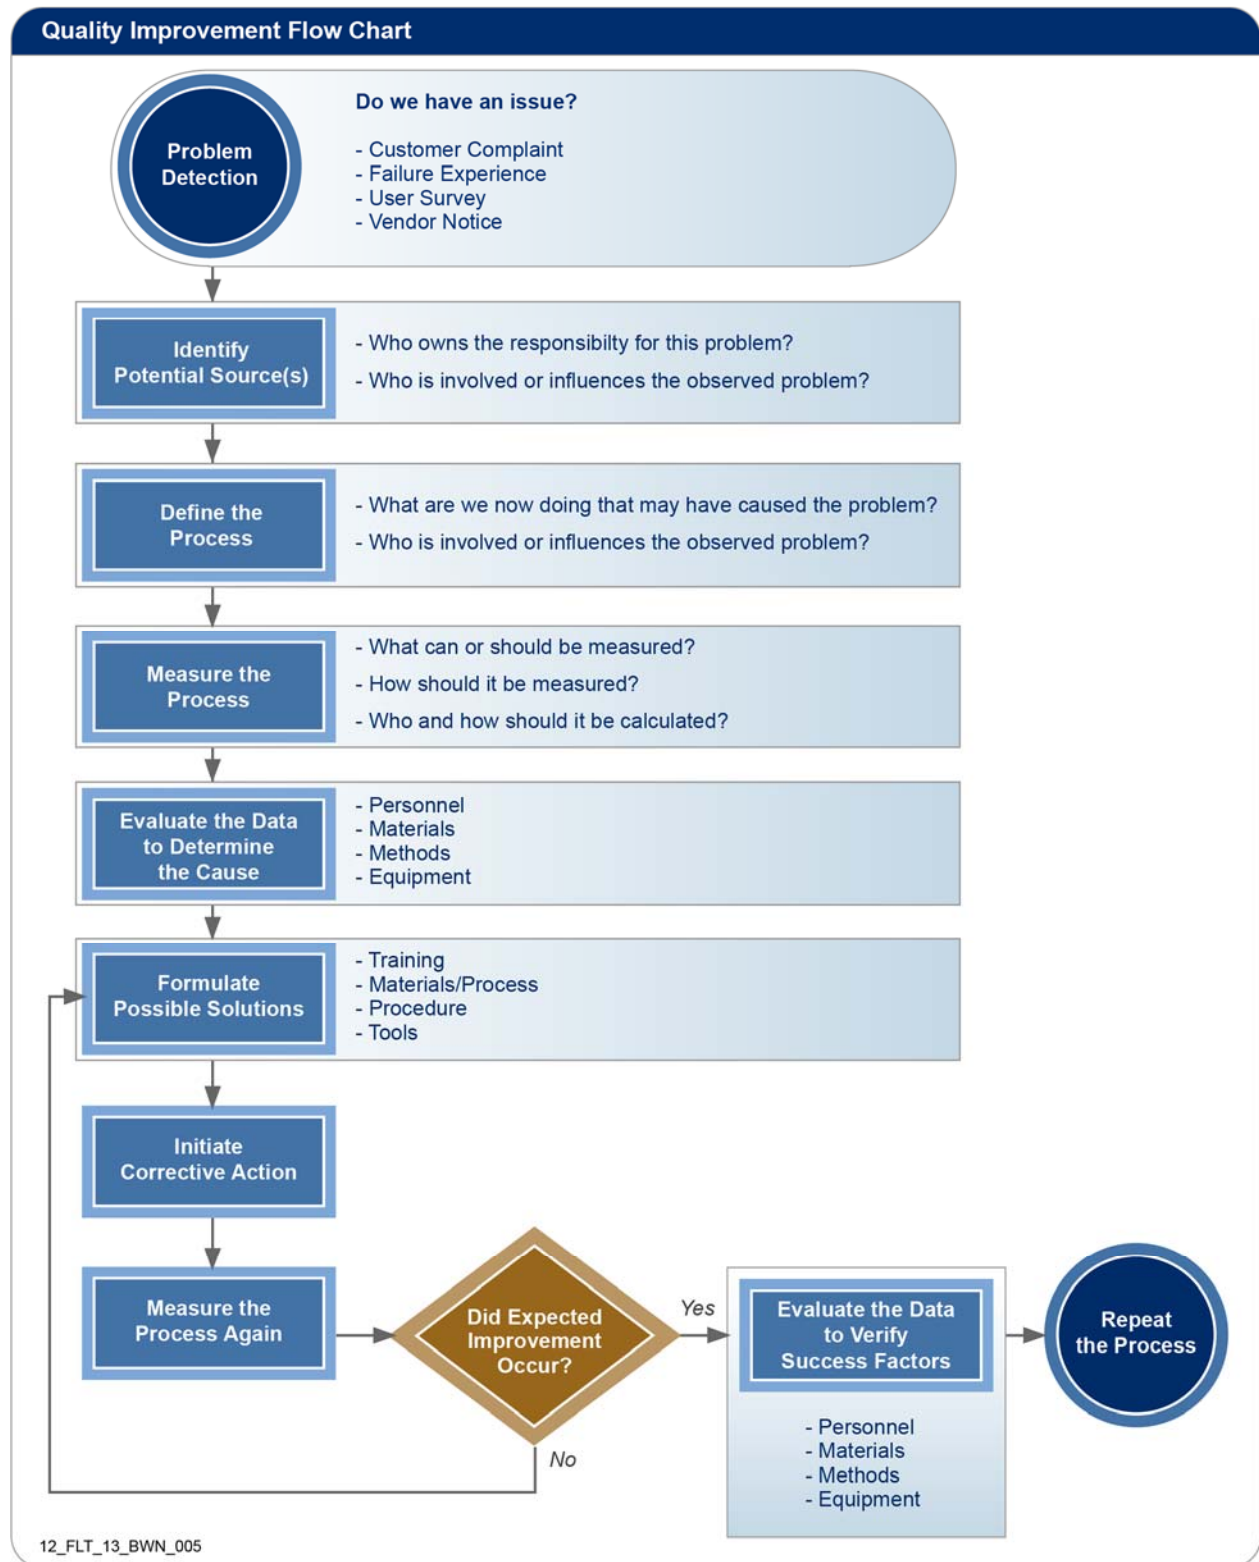 Quality Improvement Flow Chart
Problem
Detection
Do we have an issue?
- Customer Complaint
- Failure Experience
- User Survey
- Vendor Notice
Identify
Potential Source(s)
- Who owns the responsibilty for this problem?
- Who is involved or influences the observed problem?
Define the
Process
- What are we now doing that may have caused the problem?
- Who is involved or influences the observed problem?
Measure the
Process
- What can or should be measured?
- How should it be measured?
- Who and how should it be calculated?
Evaluate the Data
to Determine
the Cause
- Personnel
- Materials
- Methods
- Equipment
Formulate
Possible Solutions
- Training
- Materials/Process
- Procedure
- Tools
Initiate
Corrective Action
Measure the
Process Again
Did Expected
Improvement
Occur?
Yes
No
Evaluate the Data
to Verify
Success Factors
- Personnel
- Materials
- Methods
- Equipment
Repeat
the Process
12_FLT_13_BWN_005